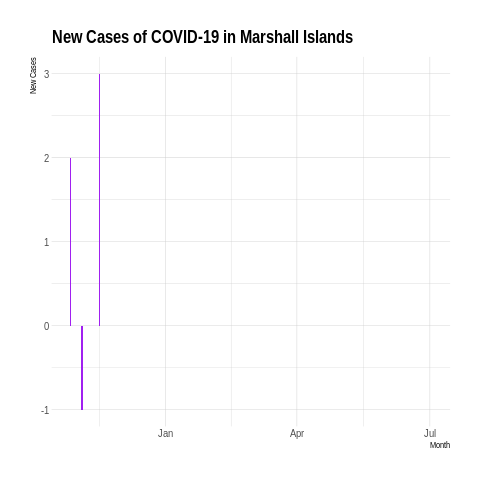 New Cases of COVID-19 in Marshall Islands
New Cases
3
2
1
0
-1
Jan
Apr
Jul
Month